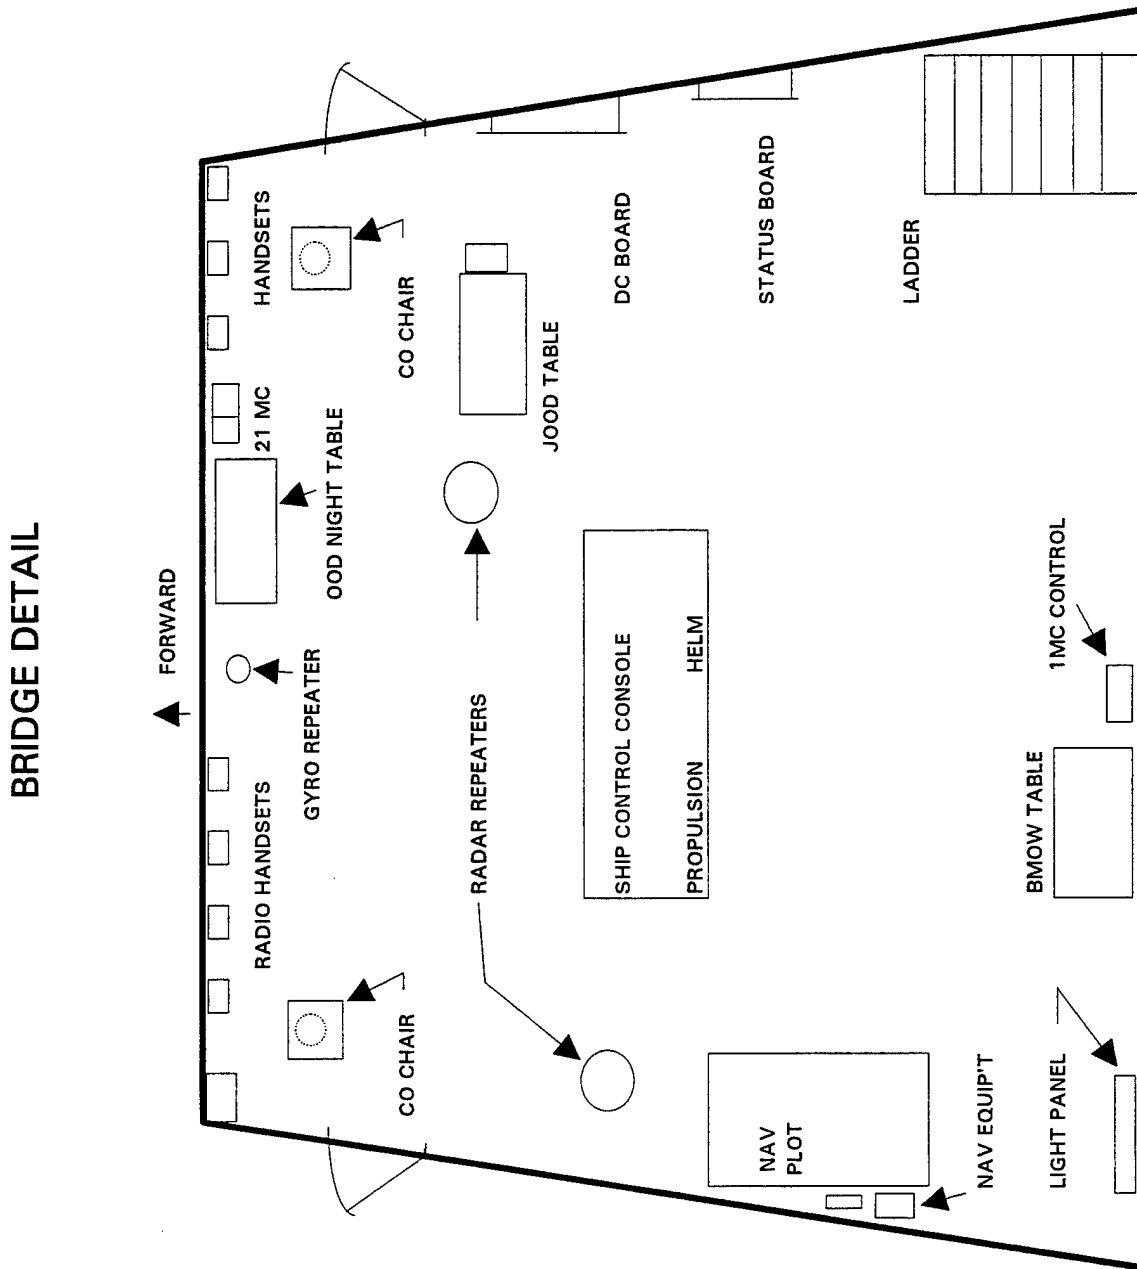 BRIDGE DETAIL
FORWARD
HANDSETS
21 MC
OOD NIGHT TABLE
GYRO REPEATER
RADIO HANDSETS
CO CHAIR
CO CHAIR
JOOD TABLE
RADAR REPEATERS
DC BOARD
STATUS BOARD
LADDER
SHIP CONTROL CONSOLE
PROPULSION HELM
NAV
PLOT
NAV EQUIP'T
LIGHT PANEL
BMOW TABLE
1MC CONTROL